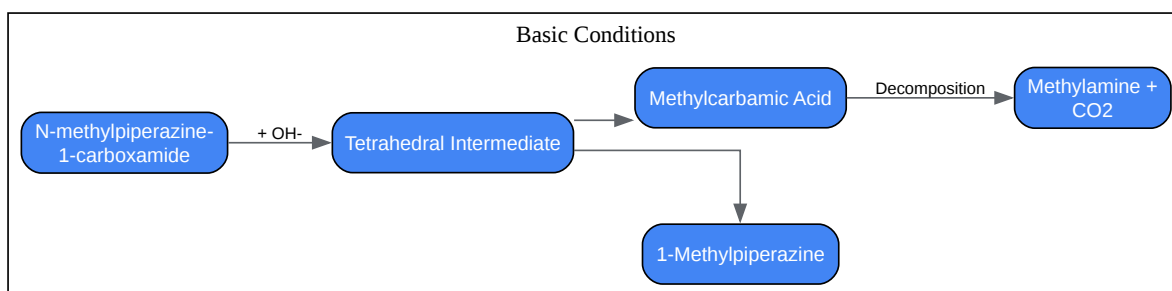 Basic Conditions
N-methylpiperazine-
1-carboxamide
+ OH-
Tetrahedral Intermediate
Methylcarbamic Acid
Decomposition
Methylamine +
CO2
1-Methylpiperazine